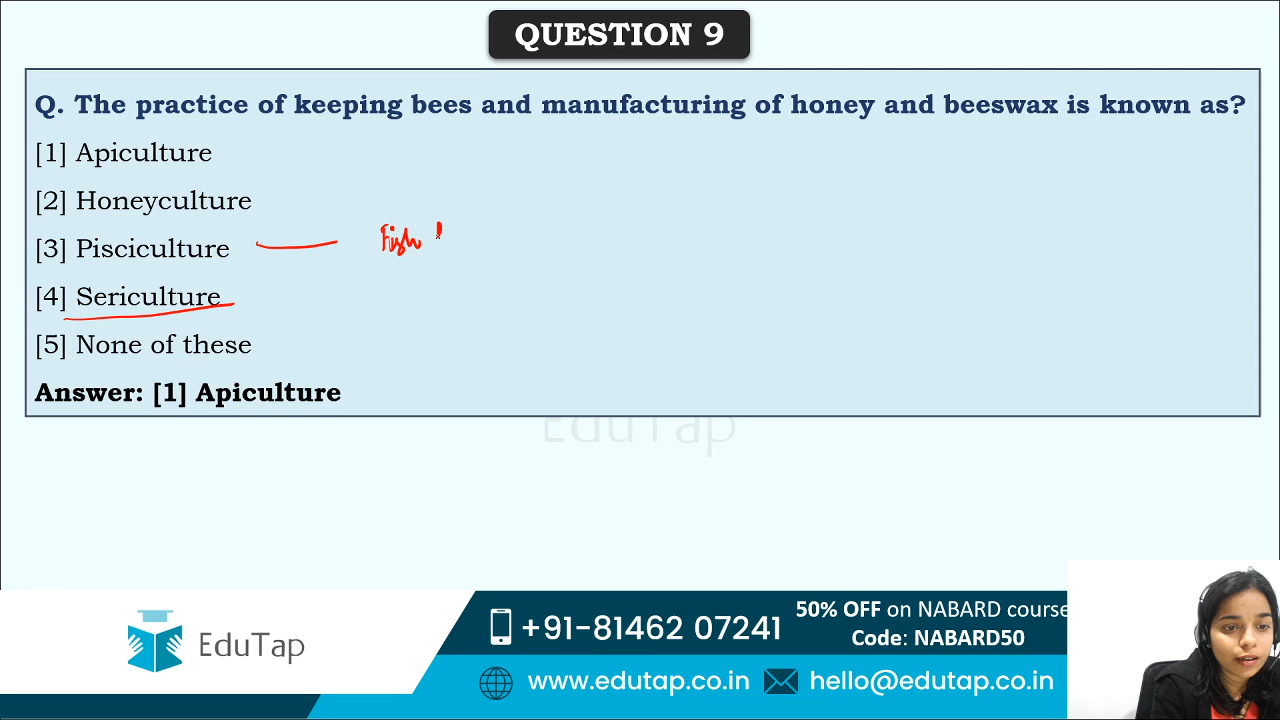 QUESTION 9
Q. The practice of keeping bees and manufacturing of honey and beeswax is known as?
[1] Apiculture
[2] Honeyculture
[3] Pisciculture Fish
[4] Sericulture
[5] None of these
Answer: [1] Apiculture
EduTap
EduTap
+91-81462 07241
50% OFF on NABARD course
Code: NABARD50
www.edutap.co.in
hello@edutap.co.in